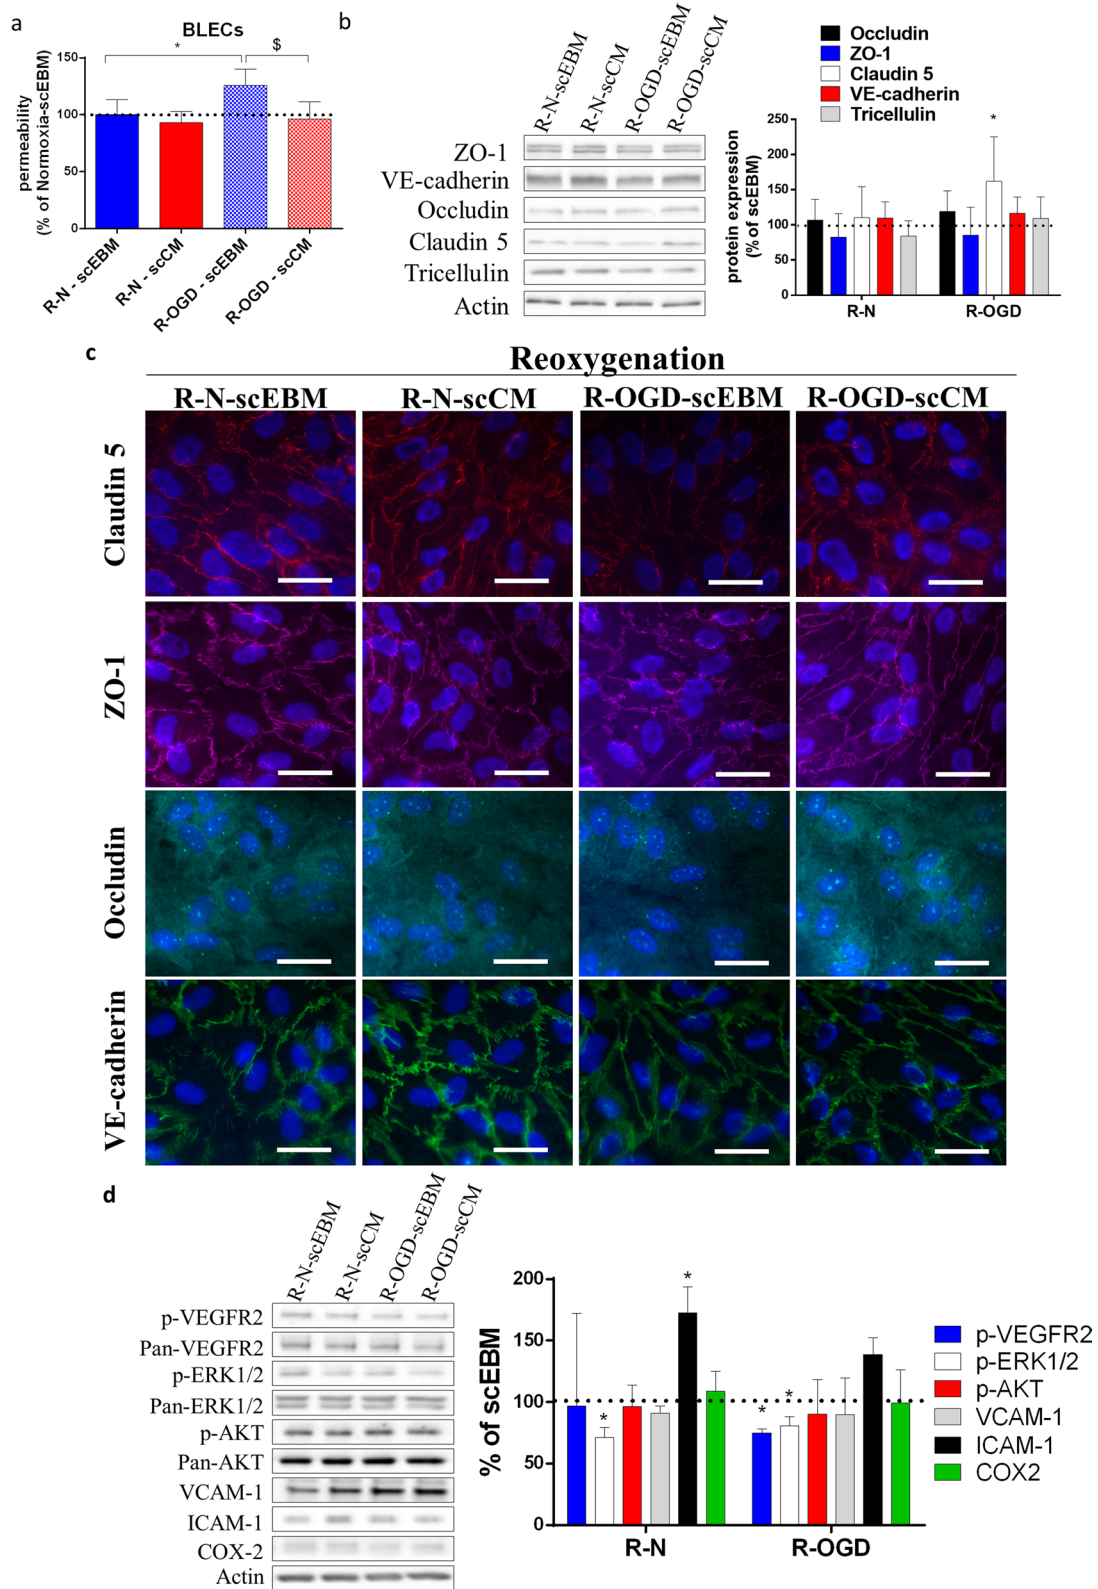 a
BLECs
*
$
permeability
(% of Normoxia-scEBM)
150
100
50
0
R-N - scEBM
R-N - scCM
R-OGD - scEBM
R-OGD - scCM
b
R-N-scEBM
R-N-scCM
R-OGD-scEBM
R-OGD-scCM
ZO-1
VE-cadherin
Occludin
Claudin 5
Tricellulin
Actin
Occludin
ZO-1
Claudin 5
VE-cadherin
Tricellulin
protein expression
(% of scEBM)
250
200
150
100
50
0
*
R-N
R-OGD
c
Reoxygenation
R-N-scEBM
R-N-scCM
R-OGD-scEBM
R-OGD-scCM
Claudin 5
ZO-1
Occludin
VE-cadherin
d
R-N-scEBM
R-N-scCM
R-OGD-scEBM
R-OGD-scCM
p-VEGFR2
Pan-VEGFR2
p-ERK1/2
Pan-ERK1/2
p-AKT
Pan-AKT
VCAM-1
ICAM-1
COX-2
Actin
% of scEBM
200
150
100
50
0
*
*
*
*
R-N
R-OGD
p-VEGFR2
p-ERK1/2
p-AKT
VCAM-1
ICAM-1
COX2